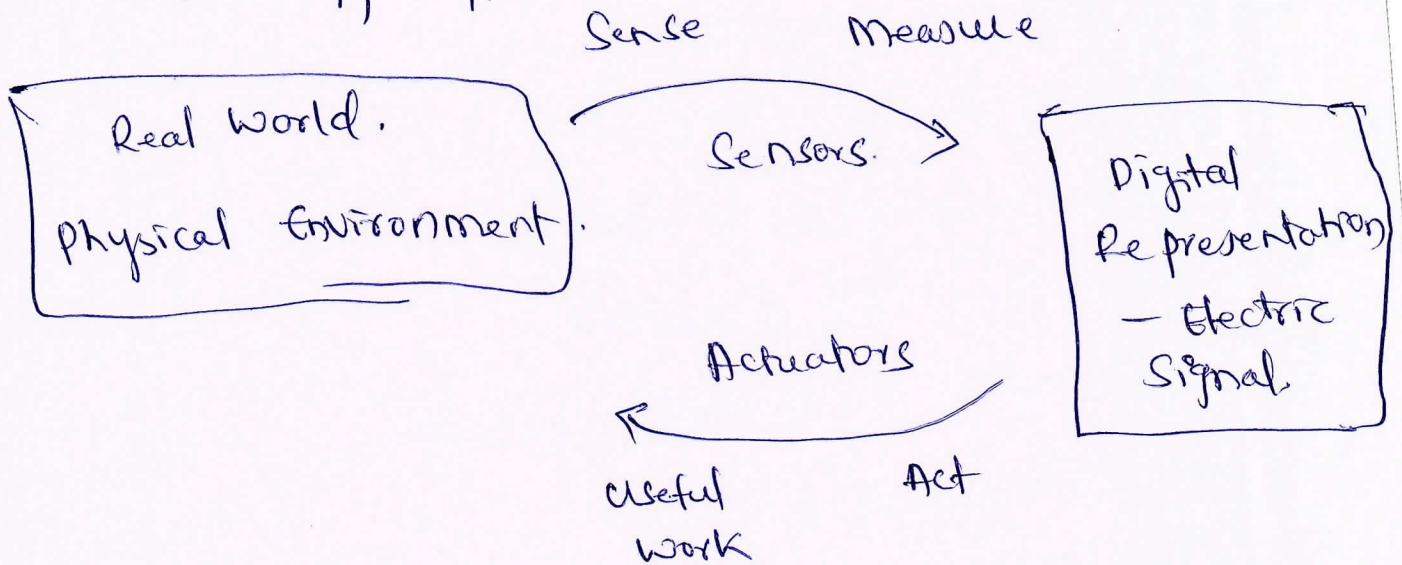 Sense Measure
Real World.
Physical Environment.
Sensors.
Digital
Representation
- Electric
Signal.
Actuators
Useful
Work
Act